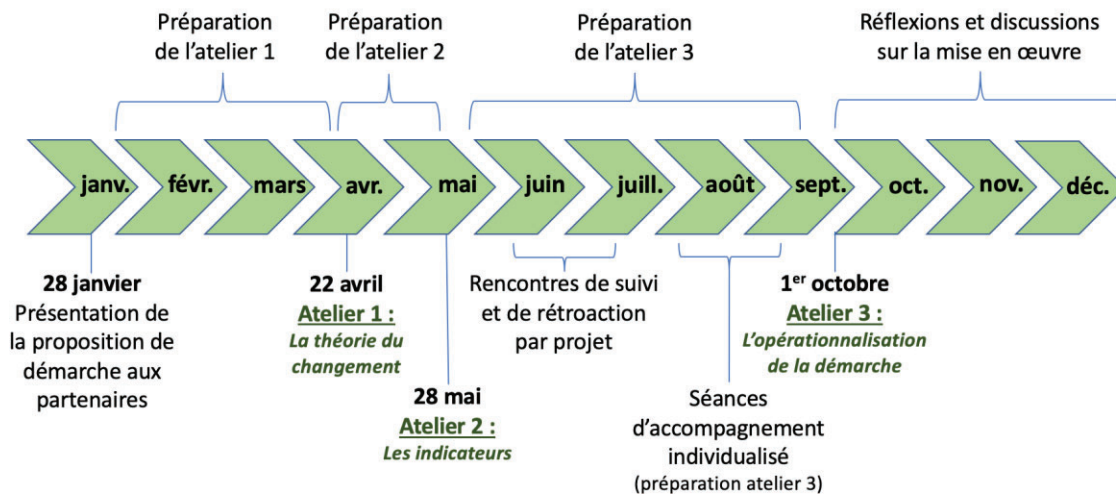 Préparation
de l’atelier 1
Préparation
de l’atelier 2
Préparation
de l’atelier 3
Réflexions et discussions
sur la mise en œuvre
janv.
févr.
mars
avr.
mai
juin
juill.
août
sept.
oct.
nov.
déc.
28 janvier
Présentation de
la proposition de
démarche aux
partenaires
22 avril
Atelier 1 :
La théorie du
changement
28 mai
Atelier 2 :
Les indicateurs
Rencontres de suivi
et de rétroaction
par projet
Séances
d’accompagnement
individualisé
(préparation atelier 3)
1er octobre
Atelier 3 :
L’opérationnalisation
de la démarche